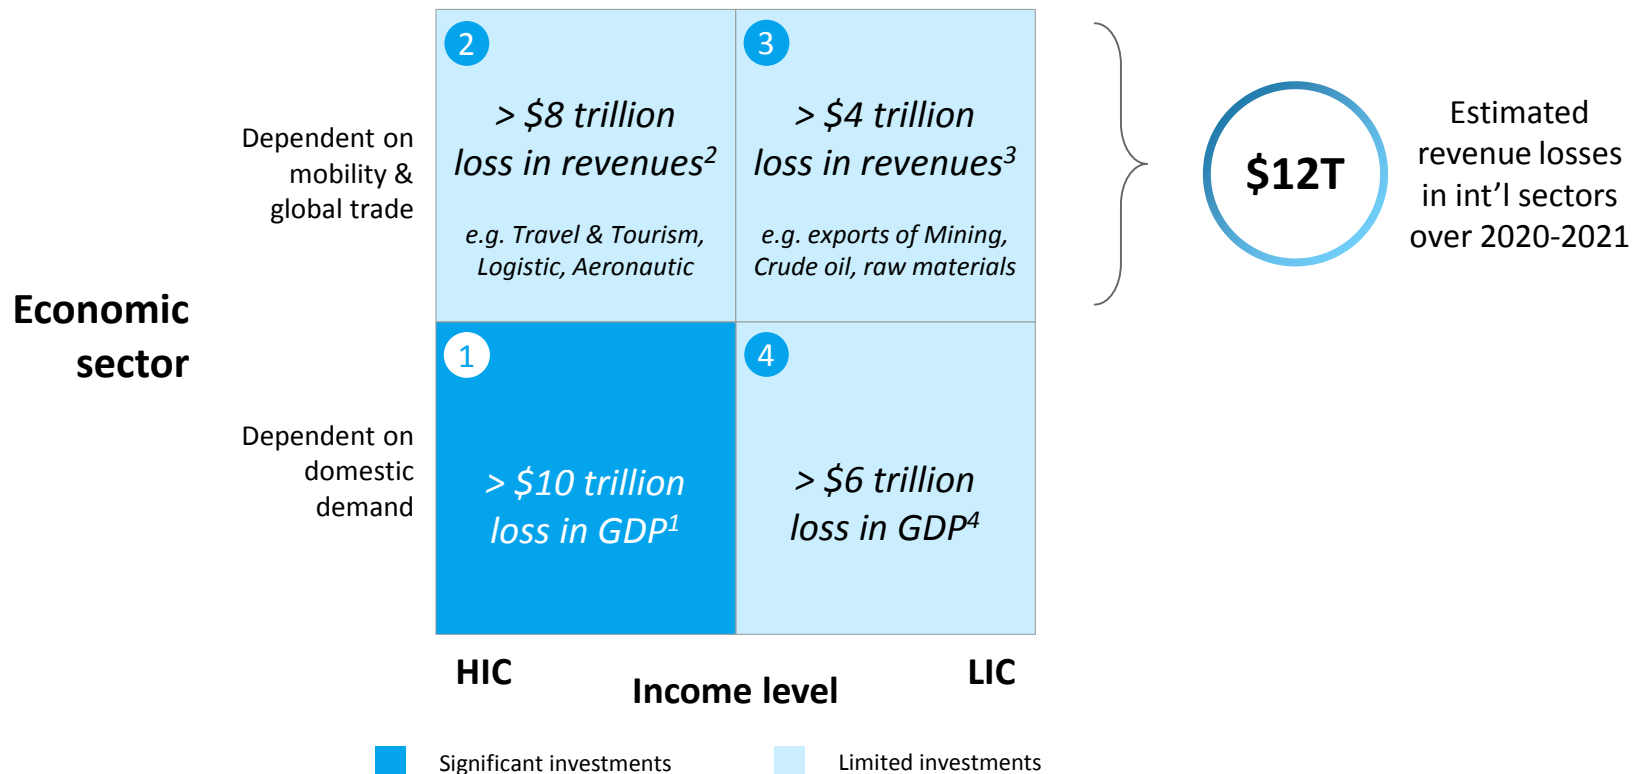 2
> $8 trillion
loss in revenues²
e.g. Travel & Tourism,
Logistic, Aeronautic
3
> $4 trillion
loss in revenues³
e.g. exports of Mining,
Crude oil, raw materials
Dependent on
mobility &
global trade
$12T
Estimated
revenue losses
in int’l sectors
over 2020-2021
Economic
sector
1
> $10 trillion
loss in GDP¹
4
> $6 trillion
loss in GDP⁴
Dependent on
domestic
demand
HIC
Income level
LIC
Significant investments
Limited investments